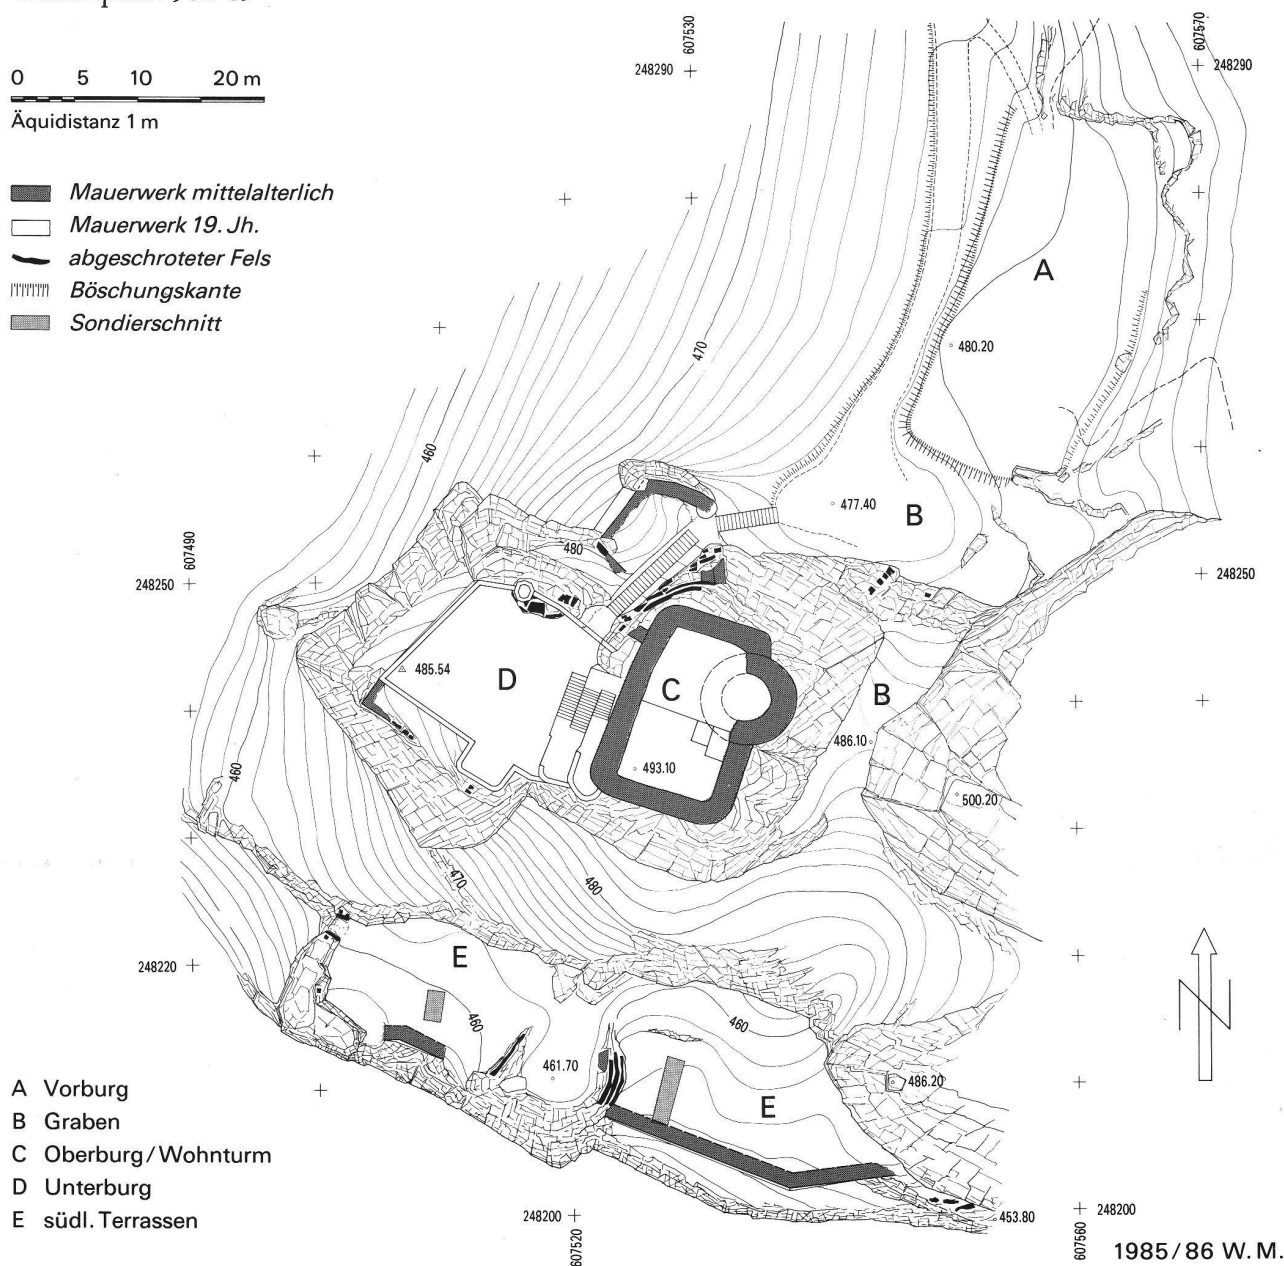 0 5 10 20 m
Äquidistanz 1 m
Mauerwerk mittelalterlich
Mauerwerk 19. Jh.
abgeschroteter Fels
Böschungskante
Sondierschnitt
607530
607570
248290
248290
A
480.20
470
460
477.40
B
480
607490
248250
248250
485.54
D
C
B
486.10
493.10
500.20
460
470
480
E
248220
460
460
461.70
486.20
E
A Vorburg
B Graben
C Oberburg/Wohnturm
D Unterburg
E südl. Terrassen
248200
607520
453.80
248200
607560
1985/86 W.M.